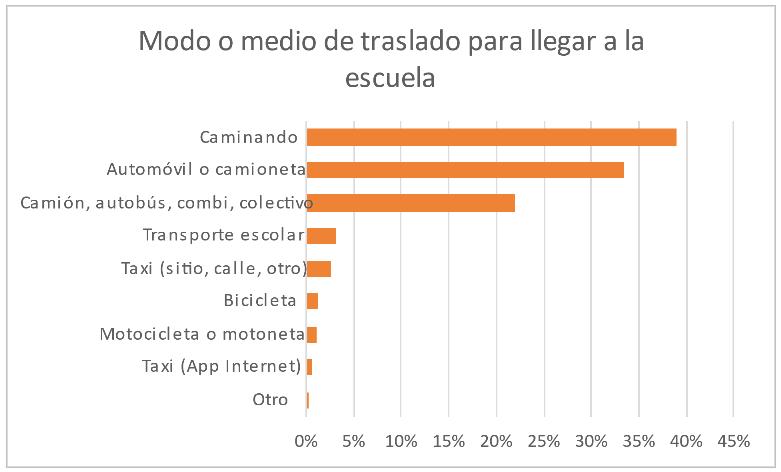 Modo o medio de traslado para llegar a la
escuela
Caminando
Automóvil o camioneta
Camión, autobús, combi, colectivo
Transporte escolar
Taxi (sitio, calle, otro)
Bicicleta
Motocicleta o motoneta
Taxi (App Internet)
Otro
0% 5% 10% 15% 20% 25% 30% 35% 40% 45%